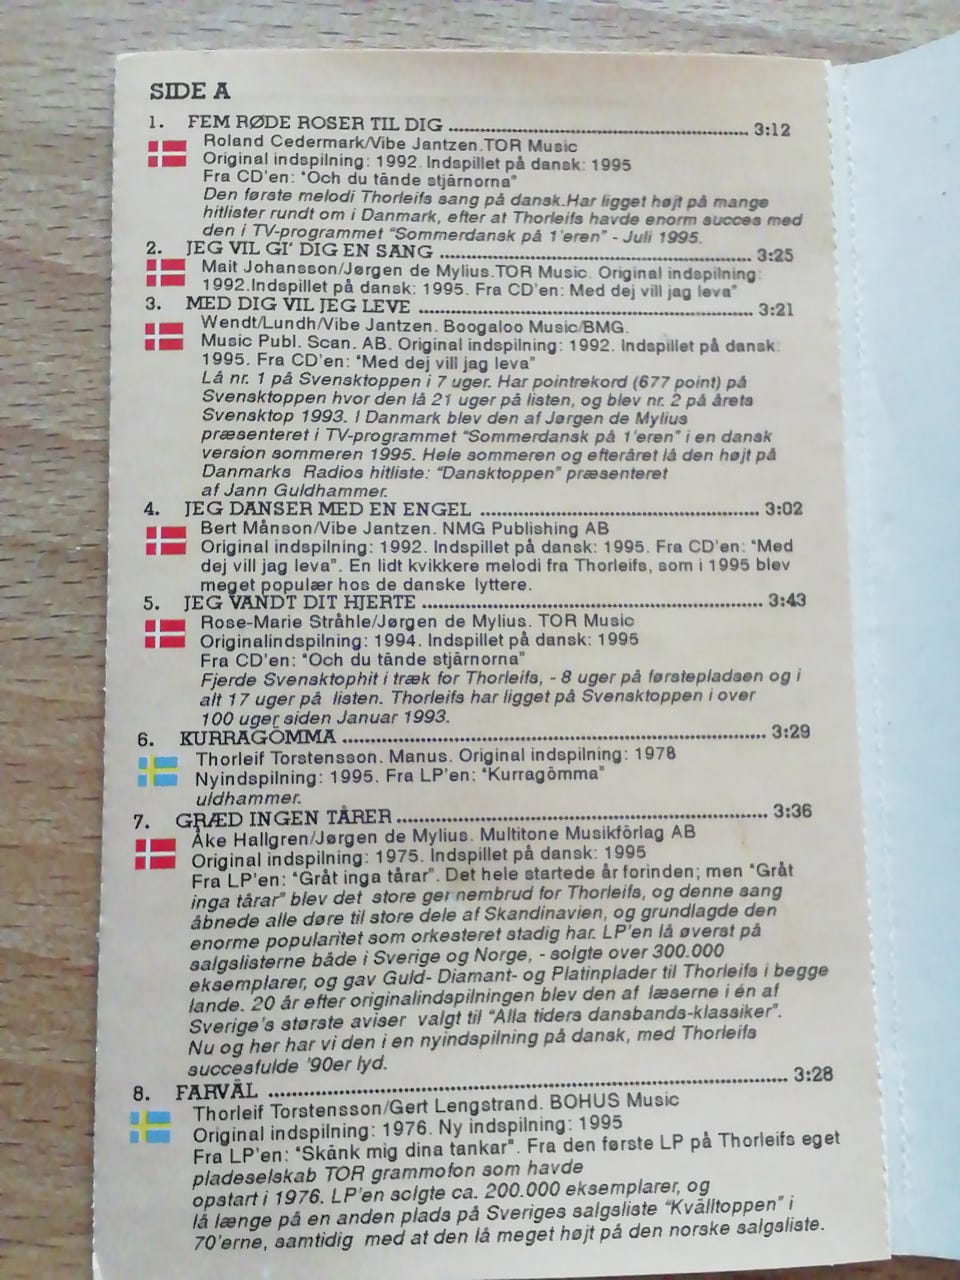 SIDE A
1. FEM RØDE ROSER TIL DIG ........................................ 3:12
Roland Cedermark/Vibe Jantzen.TOR Music
Original indspilning: 1992. Indspillet på dansk: 1995
Fra CD'en: "Och du tände stjärnorna"
Den første melodi Thorleifs sang på dansk.Har ligget højt på mange
hitlister rundt om i Danmark, efter at Thorleifs havde enorm succes med
den i TV-programmet "Sommerdansk på 1'eren" - Juli 1995.
2. JEG VIL GI' DIG EN SANG ........................................ 3:25
Mait Johansson/Jørgen de Mylius.TOR Music. Original indspilning:
1992.Indspillet på dansk: 1995. Fra CD'en: Med dej vill jag leva"
3. MED DIG VIL JEG LEVE ........................................ 3:21
Wendt/Lundh/Vibe Jantzen. Boogaloo Music/BMG.
Music Publ. Scan. AB. Original indspilning: 1992. Indspillet på dansk:
1995. Fra CD'en: "Med dej vill jag leva"
Lå nr. 1 på Svensktoppen i 7 uger. Har pointrekord (677 point) på
Svensktoppen hvor den lå 21 uger på listen, og blev nr. 2 på årets
Svensktop 1993. I Danmark blev den af Jørgen de Mylius
præsenteret i TV-programmet "Sommerdansk på 1'eren" i en dansk
version sommeren 1995. Hele sommeren og efteråret lå den højt på
Danmarks Radios hitliste: "Dansktoppen" præsenteret
af Jann Guldhammer.
4. JEG DANSER MED EN ENGEL ........................................ 3:02
Bert Månson/Vibe Jantzen. NMG Publishing AB
Original indspilning: 1992. Indspillet på dansk: 1995. Fra CD'en: "Med
dej vill jag leva". En lidt kvikkere melodi fra Thorleifs, som i 1995 blev
meget populær hos de danske lyttere.
5. JEG VANDT DIT HJERTE ........................................ 3:43
Rose-Marie Stråhle/Jørgen de Mylius. TOR Music
Originalindspilning: 1994. Indspillet på dansk: 1995
Fra CD'en: "Och du tände stjärnorna"
Fjerde Svensktophit i træk for Thorleifs, - 8 uger på førstepladsen og i
alt 17 uger på listen. Thorleifs har ligget på Svensktoppen i over
100 uger siden Januar 1993.
6. KURRAGÖMMA ........................................ 3:29
Thorleif Torstensson. Manus. Original indspilning: 1978
Nyindspilning: 1995. Fra LP'en: "Kurragömma"
uldhammer.
7. GRÆD INGEN TÅRER ........................................ 3:36
Åke Hallgren/Jørgen de Mylius. Multitone Musikförlag AB
Original indspilning: 1975. Indspillet på dansk: 1995
Fra LP'en: "Gråt inga tårar". Det hele startede år forinden; men "Gråt
inga tårar" blev det store gennembrud for Thorleifs, og denne sang
åbnede alle døre til store dele af Skandinavien, og grundlagde den
enorme popularitet som orkesteret stadig har. LP'en lå øverst på
salgslisterne både i Sverige og Norge, - solgte over 300.000
eksemplarer, og gav Guld- Diamant- og Platinplader til Thorleifs i begge
lande. 20 år efter originalindspilningen blev den af læserne i én af
Sverige's største aviser valgt til "Alla tiders dansbands-klassiker".
Nu og her har vi den i en nyindspilning på dansk, med Thorleifs
succesfulde '90er lyd.
8. FARVÄL ........................................ 3:28
Thorleif Torstensson/Gert Lengstrand. BOHUS Music
Original indspilning: 1976. Ny indspilning: 1995
Fra LP'en: "Skänk mig dina tankar". Fra den første LP på Thorleifs eget
pladeselskab TOR grammofon som havde
opstart i 1976. LP'en solgte ca. 200.000 eksemplarer, og
lå længe på en anden plads på Sveriges salgsliste "Kvälltoppen" i
70'erne, samtidig med at den lå meget højt på den norske salgsliste.